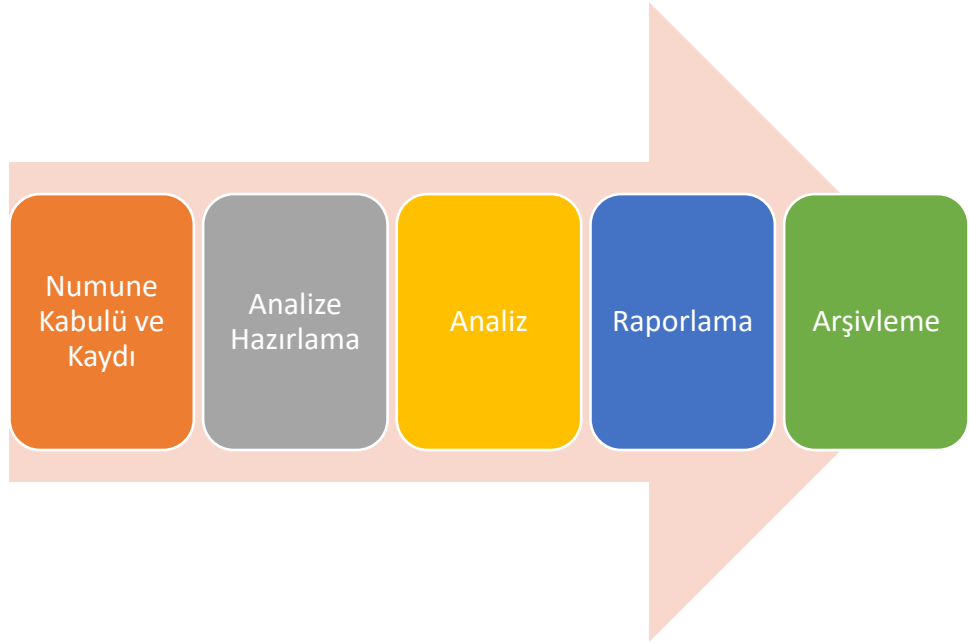 Numune
Kabulü ve
Kaydı
Analize
Hazırlama
Analiz
Raporlama
Arşivleme